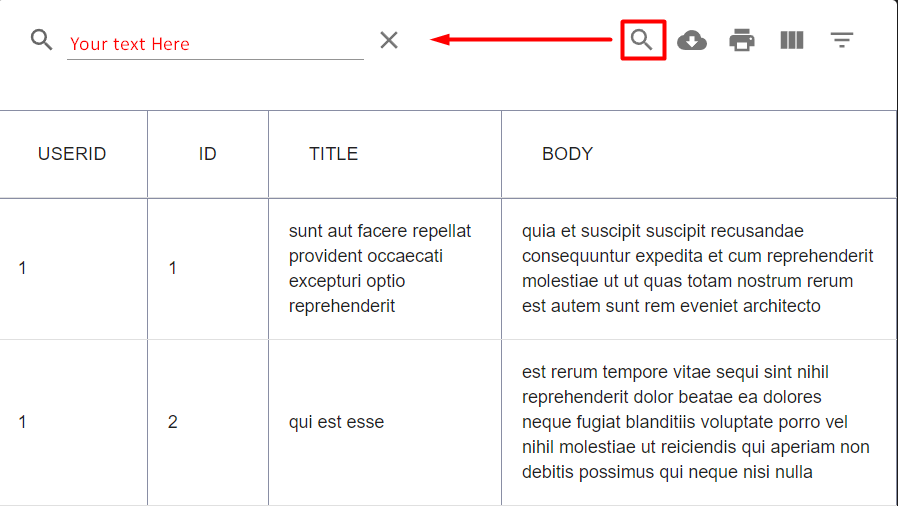 Your text Here
USERID ID TITLE BODY
sunt aut facere repellat
provident occaecati
excepturi optio
reprehenderit
quia et suscipit suscipit recusandae
consequuntur expedita et cum reprehenderit
molestiae ut ut quas totam nostrum rerum
est autem sunt rem eveniet architecto
1
1
est rerum tempore vitae sequi sint nihil
reprehenderit dolor beatae ea dolores
neque fugiat blanditiis voluptate porro vel
nihil molestiae ut reiciendis qui aperiam non
debitis possimus qui neque nisi nulla
1
2
qui est esse